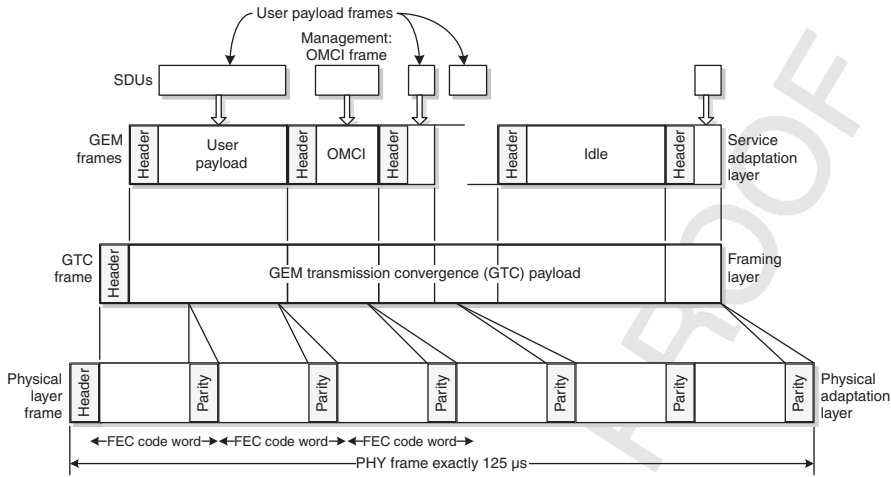 User payload frames
Management:
OMCI frame
SDUs
GEM
frames
Header
User
payload
Header
OMCI
Header
Header
Idle
Header
Service
adaptation
layer
GTC
frame
Header
GEM transmission convergence (GTC) payload
Framing
layer
Physical
layer
frame
Header
Parity
Parity
Parity
Parity
Parity
Parity
Physical
adaptation
layer
FEC code word
FEC code word
FEC code word
PHY frame exactly 125 µs
PROOF